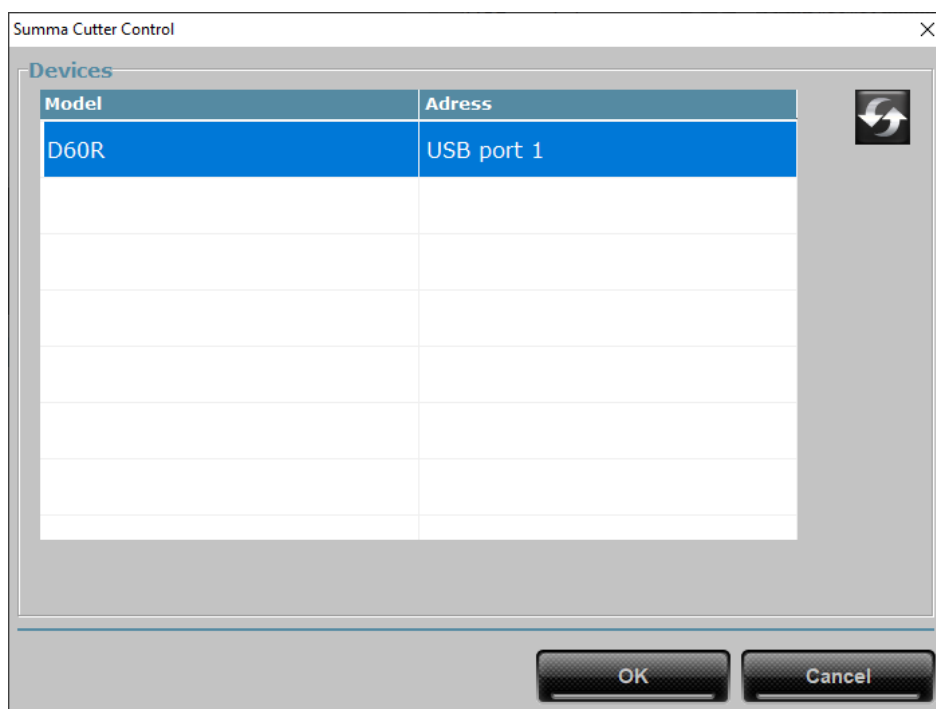 Summa Cutter Control
Devices
Model Adress
D60R USB port 1
OK Cancel